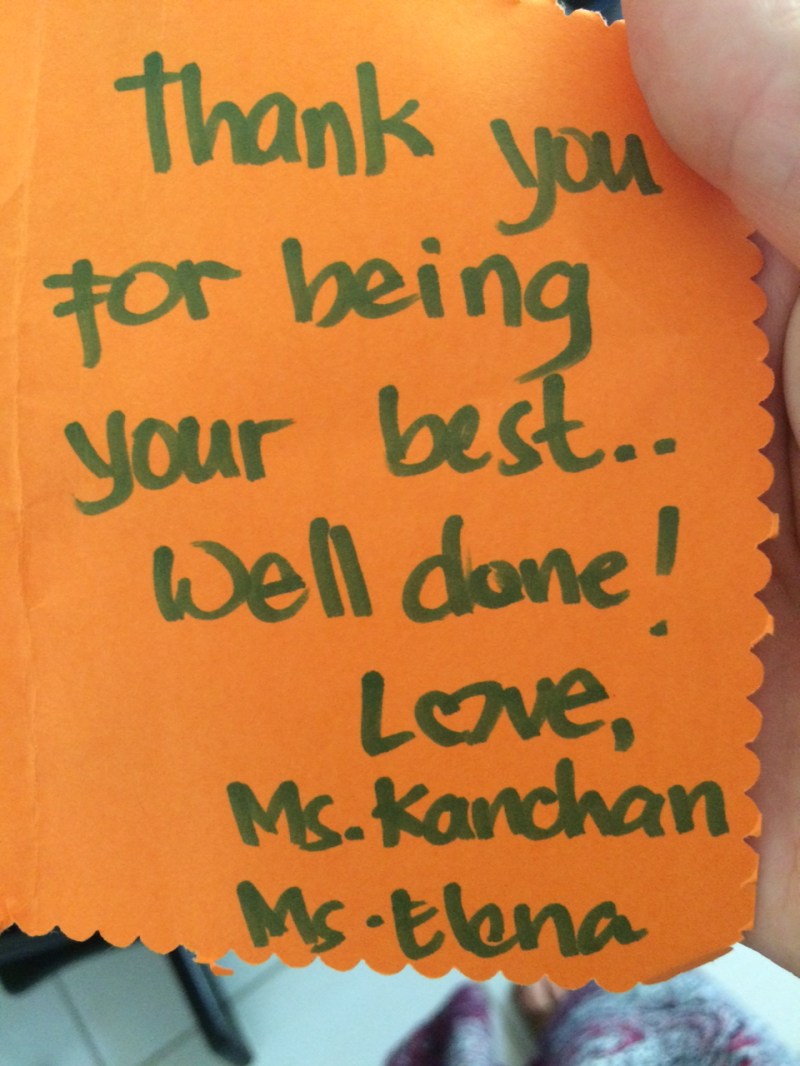 Thank you
For being
your best..
Well done!
Love,
Ms. Kanchan
Ms. Elena